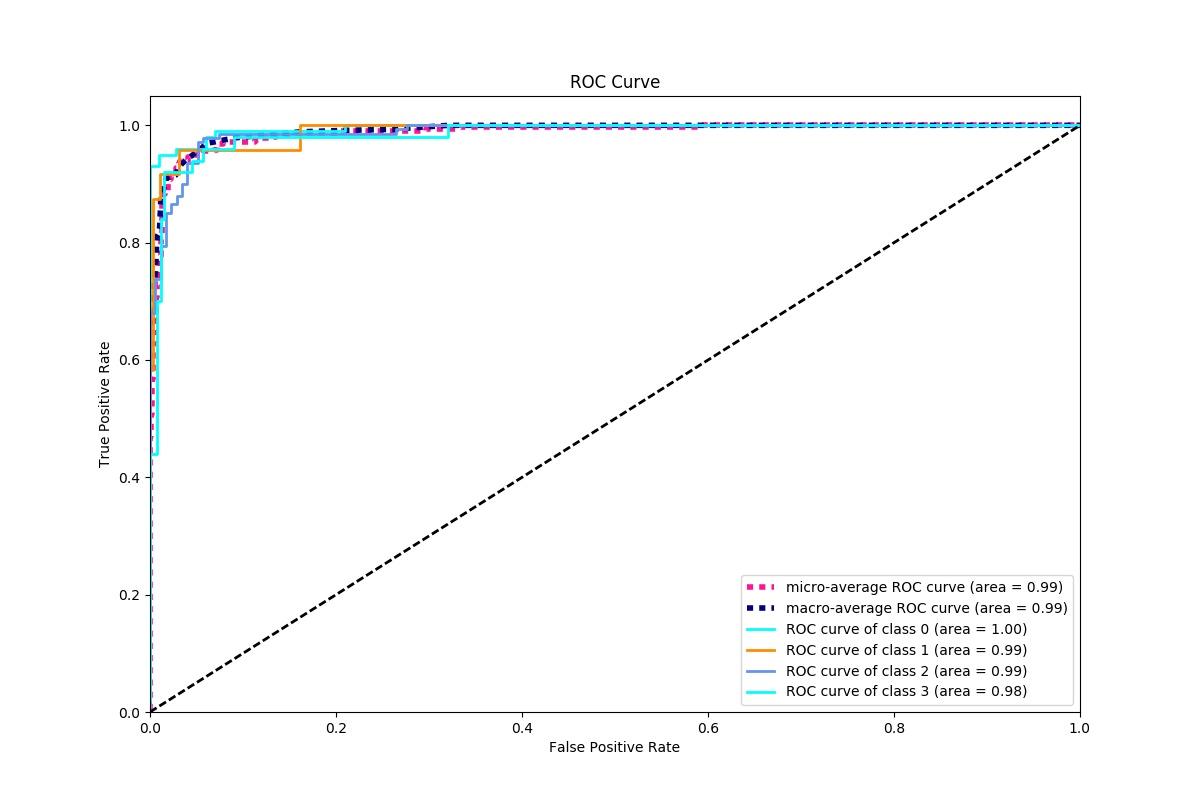 ROC Curve
1.0
0.8
0.6
0.4
0.2
0.0
True Positive Rate
micro-average ROC curve (area = 0.99)
macro-average ROC curve (area = 0.99)
ROC curve of class 0 (area = 1.00)
ROC curve of class 1 (area = 0.99)
ROC curve of class 2 (area = 0.99)
ROC curve of class 3 (area = 0.98)
0.0 0.2 0.4 0.6 0.8 1.0
False Positive Rate